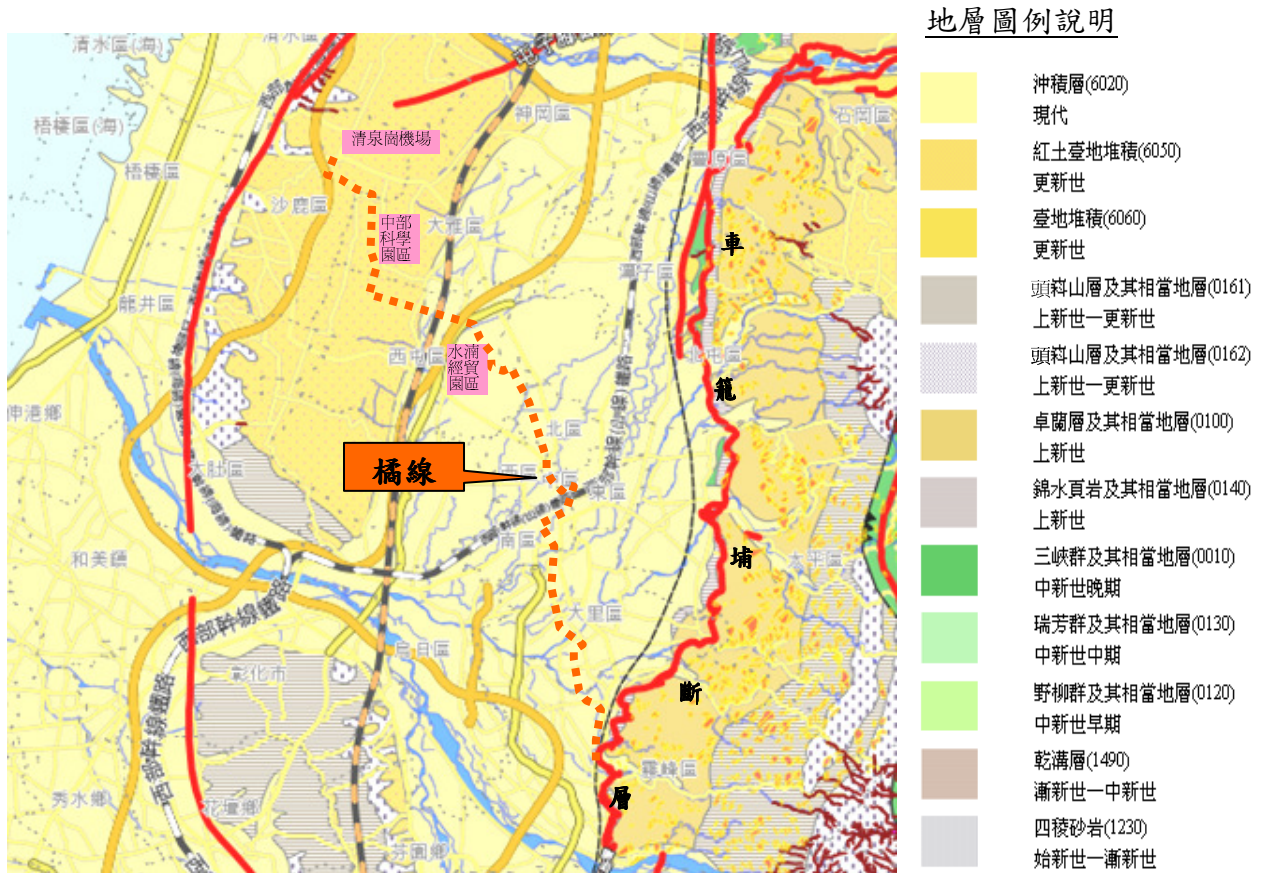 地層圖例說明
沖積層(6020)
現代
紅土臺地堆積(6050)
更新世
臺地堆積(6060)
更新世
頭嵙山層及其相當地層(0161)
上新世—更新世
頭嵙山層及其相當地層(0162)
上新世—更新世
卓蘭層及其相當地層(0100)
上新世
錦水頁岩及其相當地層(0140)
上新世
三峽群及其相當地層(0010)
中新世晚期
瑞芳群及其相當地層(0130)
中新世中期
野柳群及其相當地層(0120)
中新世早期
乾溝層(1490)
漸新世—中新世
四稜砂岩(1230)
始新世—漸新世
清水區(海)
清水區
梧棲區(海)
梧棲區
神岡區
石岡區
豐原區
清泉崗機場
沙鹿區
中部
科學
園區
大雅區
潭子區
龍井區
西屯區
水湳
經貿
園區
北屯區
伸港鄉
北區
橘線
西區
東區
大肚區
南區
和美鎮
太平區
大里區
烏日區
彰化市
霧峰區
秀水鄉
花壇鄉
芬園鄉
西部幹線鐵路
西部幹線鐵路
車
籠
埔
斷
層